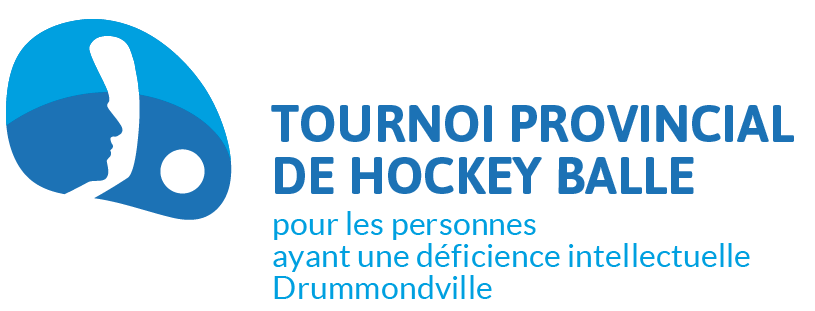 TOURNOI PROVINCIAL
DE HOCKEY BALLE
pour les personnes
ayant une déficience intellectuelle
Drummondville